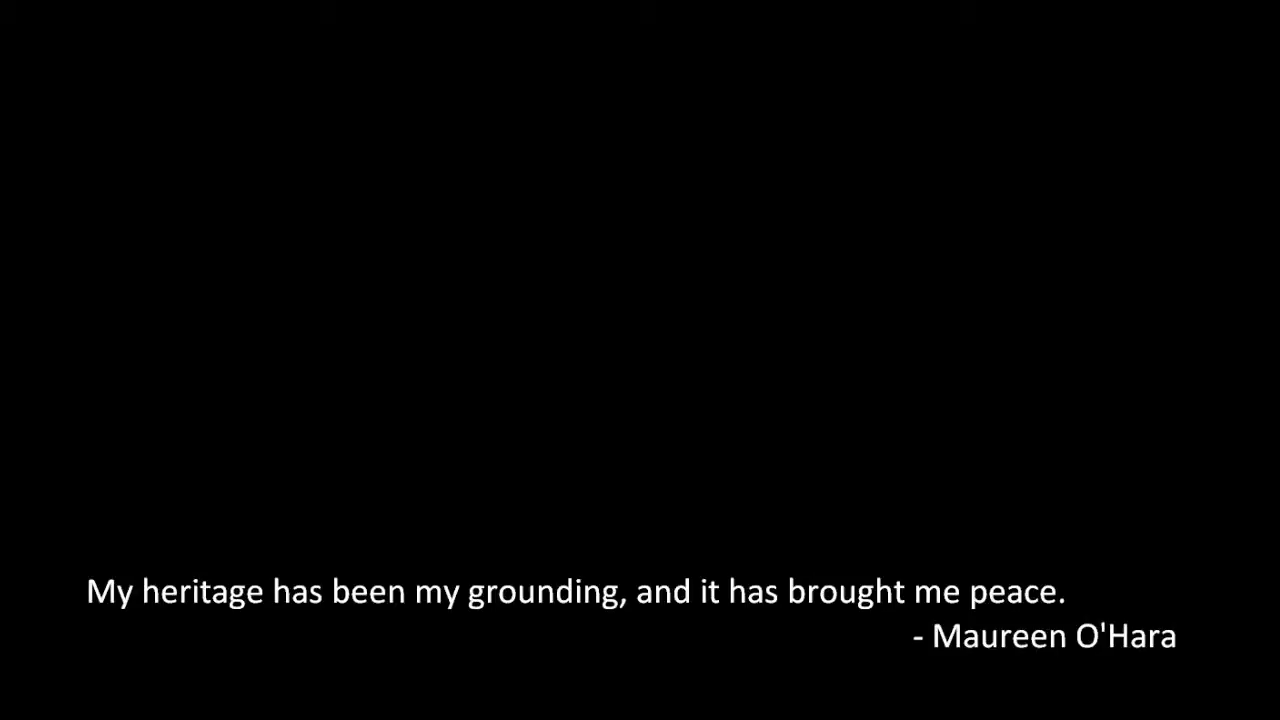 My heritage has been my grounding, and it has brought me peace.
- Maureen O'Hara